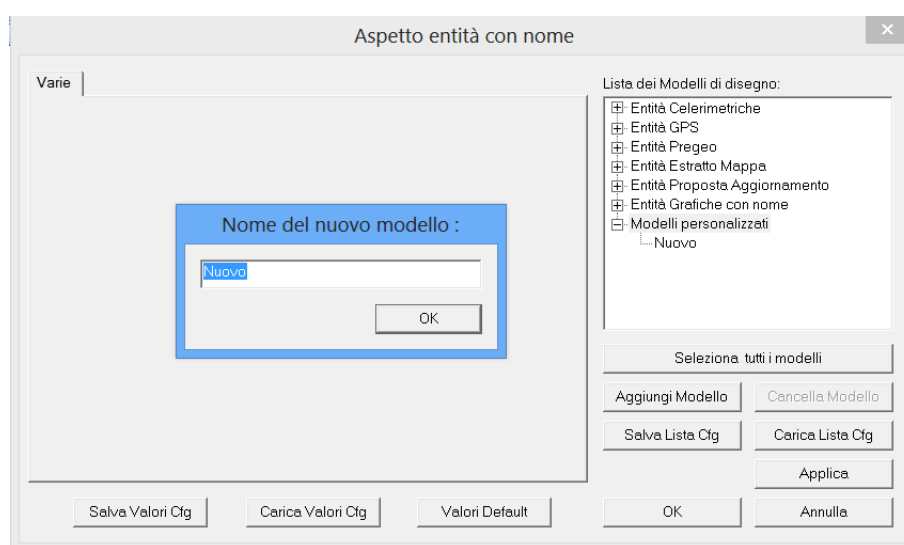 Aspetto entità con nome
Varie
Lista dei Modelli di disegno:
Entità Celerimetriche
Entità GPS
Entità Pregeo
Entità Estratto Mappa
Entità Proposta Aggiornamento
Entità Grafiche con nome
Modelli personalizzati
Nuovo
Nome del nuovo modello :
Nuovo
OK
Seleziona tutti i modelli
Aggiungi Modello
Cancella Modello
Salva Lista Cfg
Carica Lista Cfg
Applica
Salva Valori Cfg
Carica Valori Cfg
Valori Default
OK
Annulla